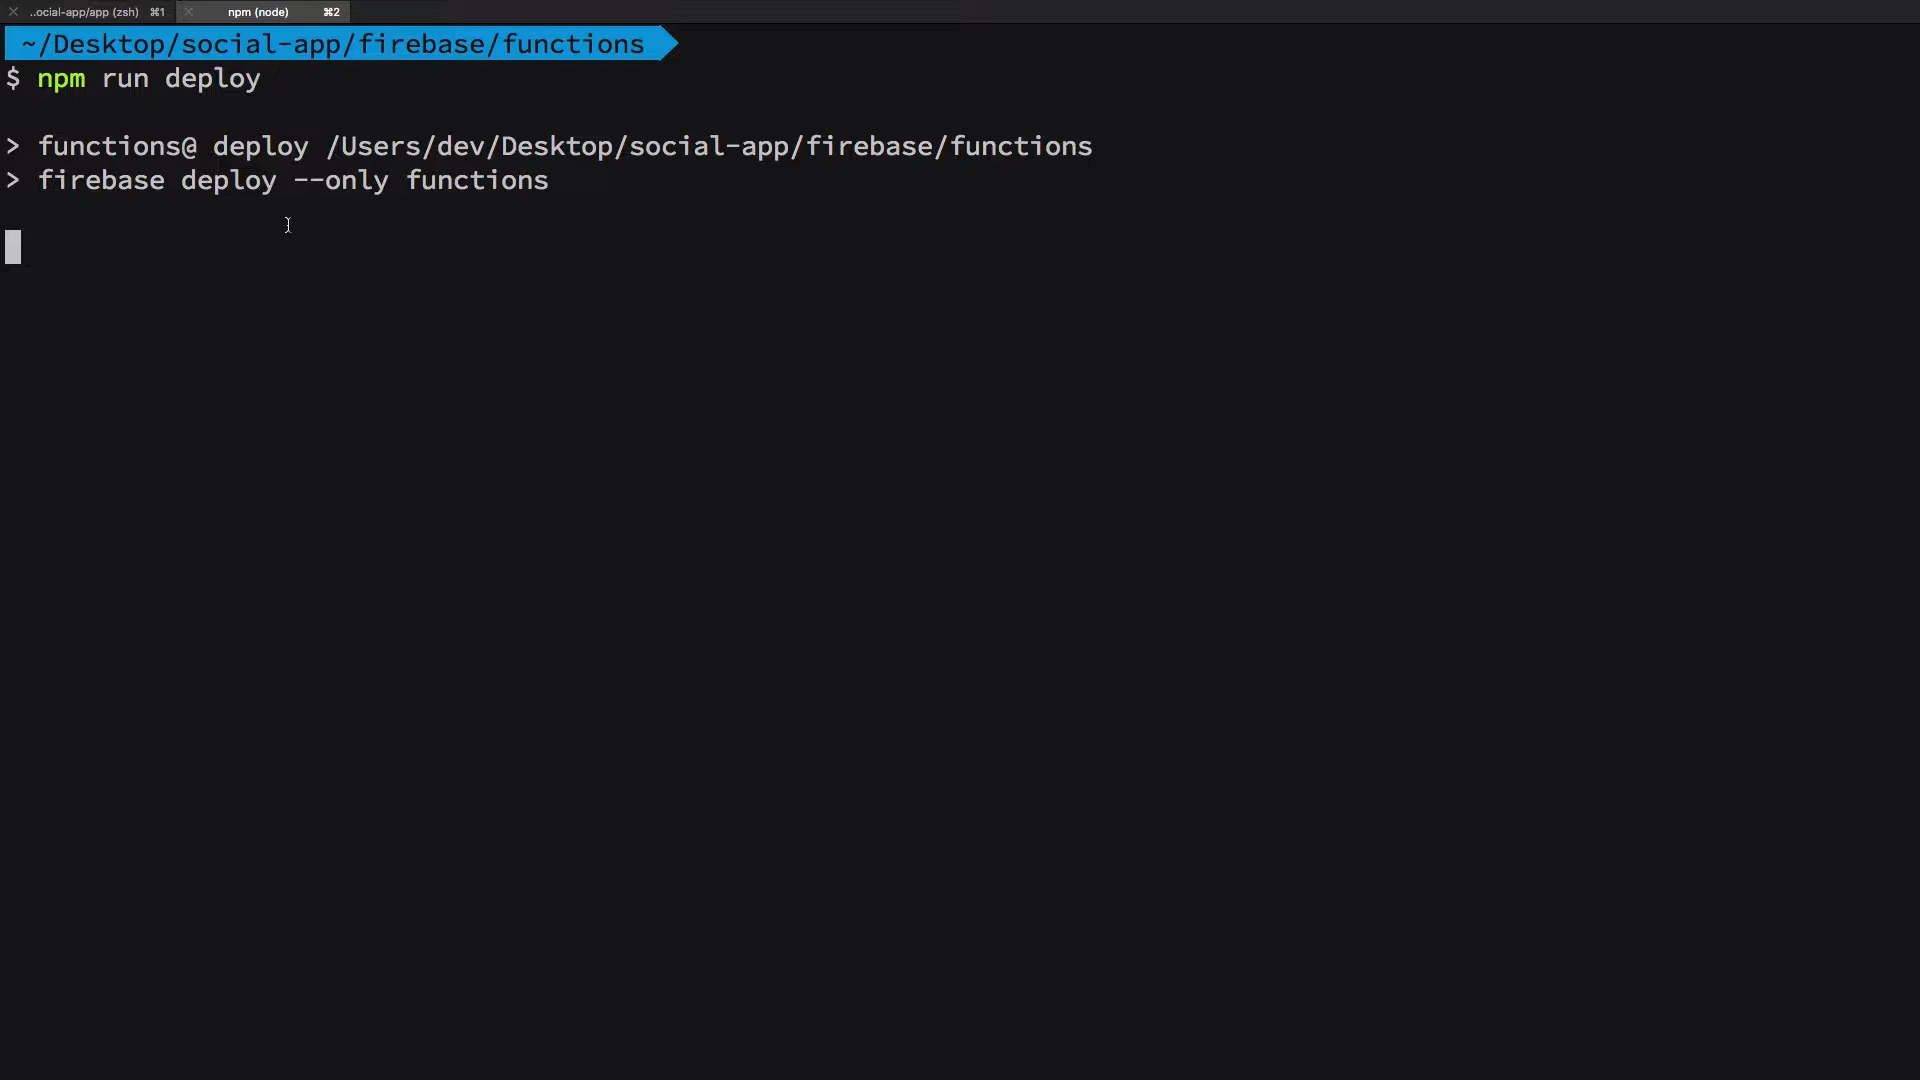 ..ocial-app/app (zsh) ⌘1 npm (node) ⌘2
~/Desktop/social-app/firebase/functions
$ npm run deploy
> functions@ deploy /Users/dev/Desktop/social-app/firebase/functions
> firebase deploy --only functions